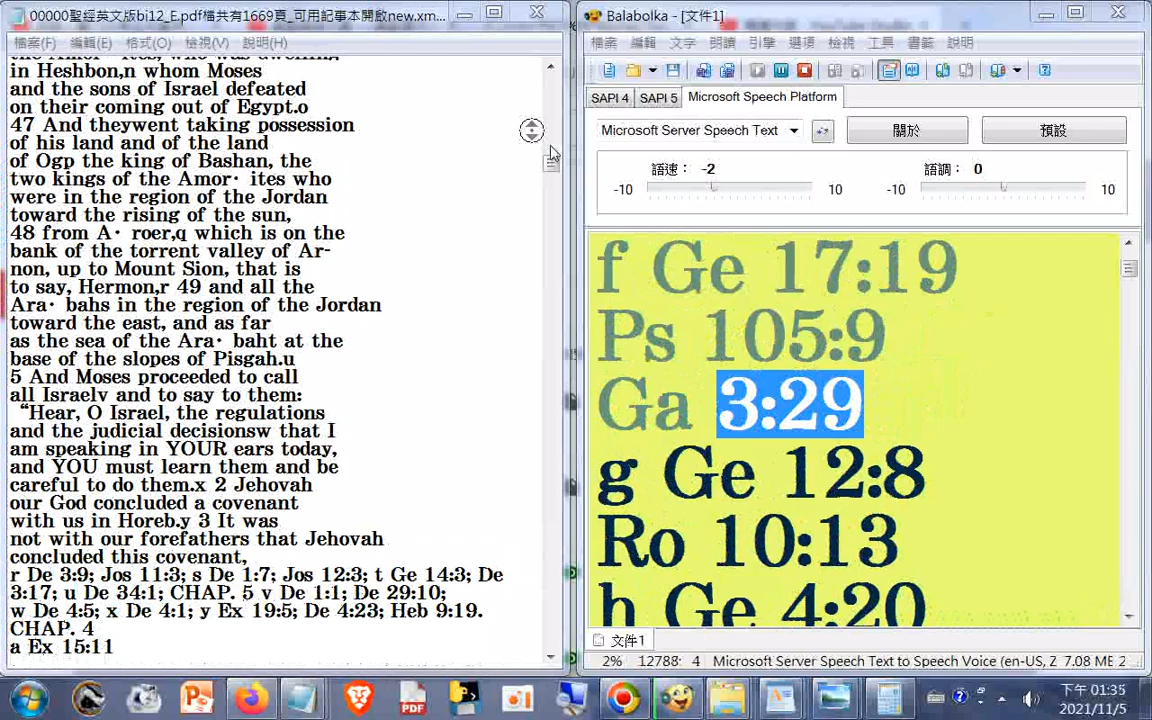 00000聖經英文版bi12_E.pdf檔共有1669頁_可用記事本開啟new.xm...
檔案(F) 編輯(E) 格式(O) 檢視(V) 說明(H)
in Heshbon,n whom Moses
and the sons of Israel defeated
on their coming out of Egypt.o
47 And theywent taking possession
of his land and of the land
of Ogp the king of Bashan, the
two kings of the Amor· ites who
were in the region of the Jordan
toward the rising of the sun,
48 from A· roer,q which is on the
bank of the torrent valley of Ar-
non, up to Mount Sion, that is
to say, Hermon,r 49 and all the
Ara· bahs in the region of the Jordan
toward the east, and as far
as the sea of the Ara· baht at the
base of the slopes of Pisgah.u
5 And Moses proceeded to call
all Israelv and to say to them:
“Hear, O Israel, the regulations
and the judicial decisionsw that I
am speaking in YOUR ears today,
and YOU must learn them and be
careful to do them.x 2 Jehovah
our God concluded a covenant
with us in Horeb.y 3 It was
not with our forefathers that Jehovah
concluded this covenant,
r De 3:9; Jos 11:3; s De 1:7; Jos 12:3; t Ge 14:3; De
3:17; u De 34:1; CHAP. 5 v De 1:1; De 29:10;
w De 4:5; x De 4:1; y Ex 19:5; De 4:23; Heb 9:19.
CHAP. 4
a Ex 15:11
Balabolka - [文件1]
檔案 編輯 文字 朗讀 引擎 選項 檢視 工具 書籤 說明
SAPI 4 SAPI 5 Microsoft Speech Platform
Microsoft Server Speech Text 關於 預設
語速: -2 語調: 0
-10 10 -10 10
f Ge 17:19
Ps 105:9
Ga 3:29
g Ge 12:8
Ro 10:13
h Ge 4:20
文件1
2% 12788: 4 Microsoft Server Speech Text to Speech Voice (en-US, Z 7.08 MB 2
PDF
下午 01:35
2021/11/5